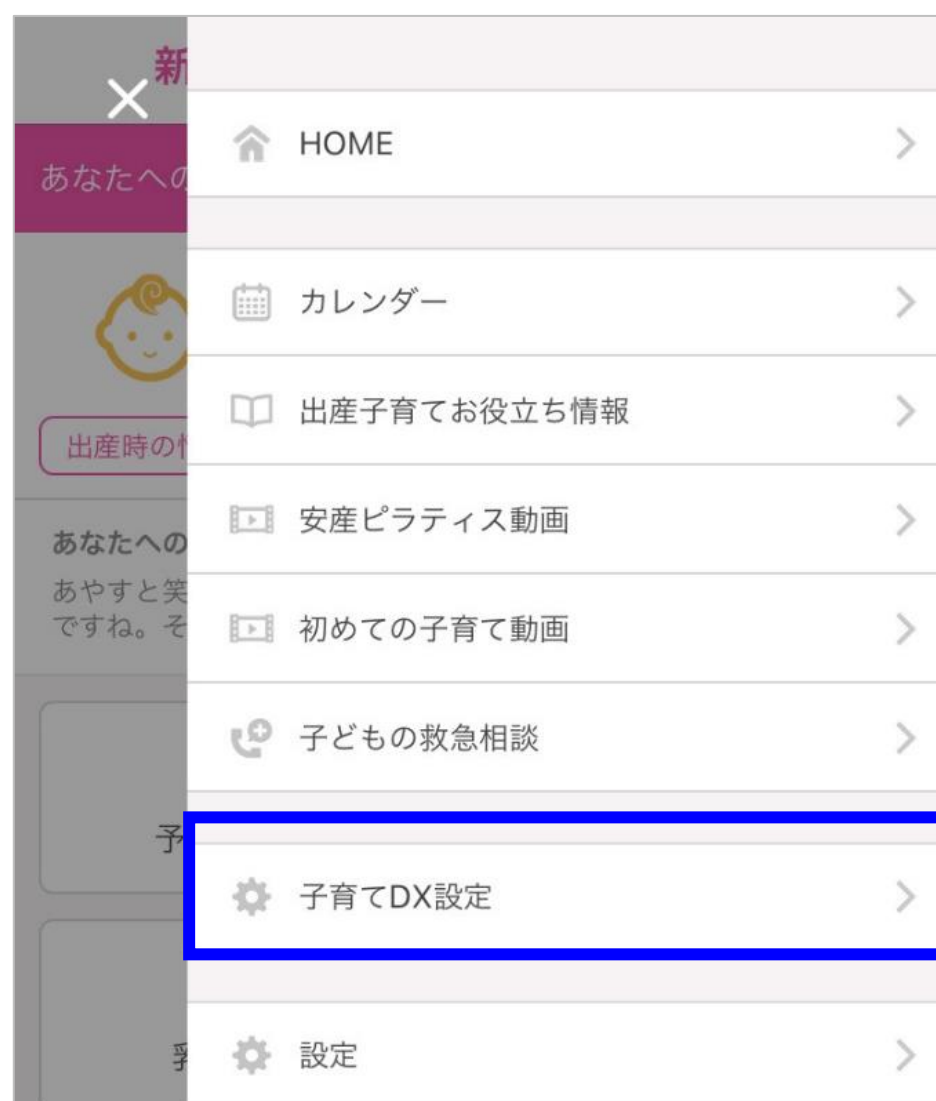 新
あなたへの
出産時の
あなたへの
あやすと笑
ですね。そ
予
HOME
カレンダー
出産子育てお役立ち情報
安産ピラティス動画
初めての子育て動画
子どもの救急相談
子育てDX設定
設定